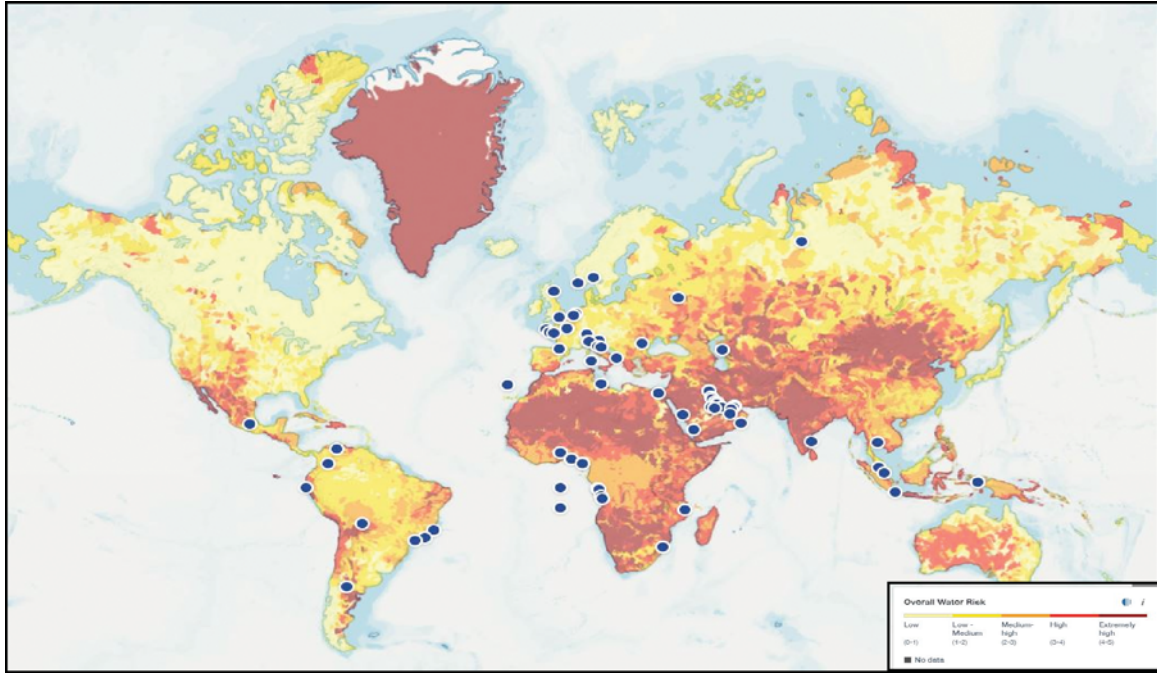 Overall Water Risk
i
Low Low - Medium- High Extremely
Medium high high
(0-1) (1-2) (2-3) (3-4) (4-5)
No data